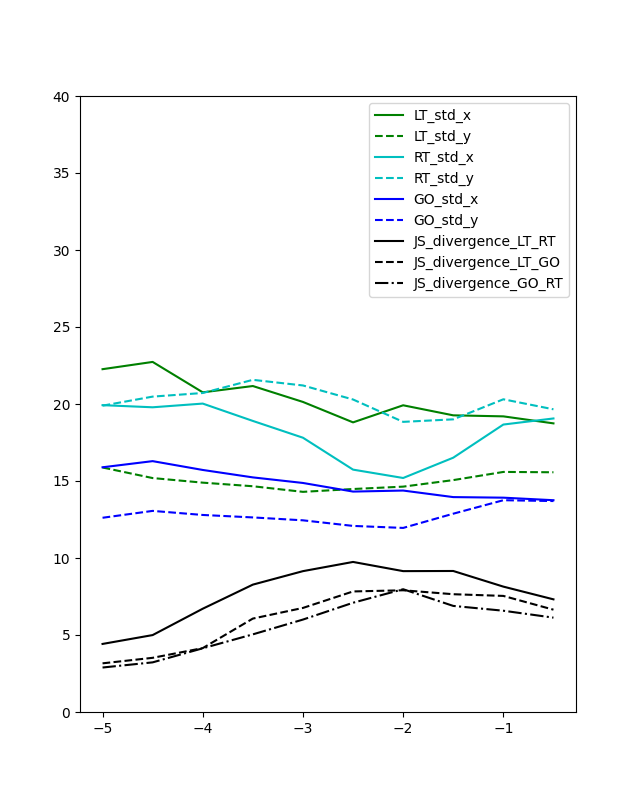 40
35
30
25
20
15
10
5
0
−5
−4
−3
−2
−1
LT_std_x
LT_std_y
RT_std_x
RT_std_y
GO_std_x
GO_std_y
JS_divergence_LT_RT
JS_divergence_LT_GO
JS_divergence_GO_RT